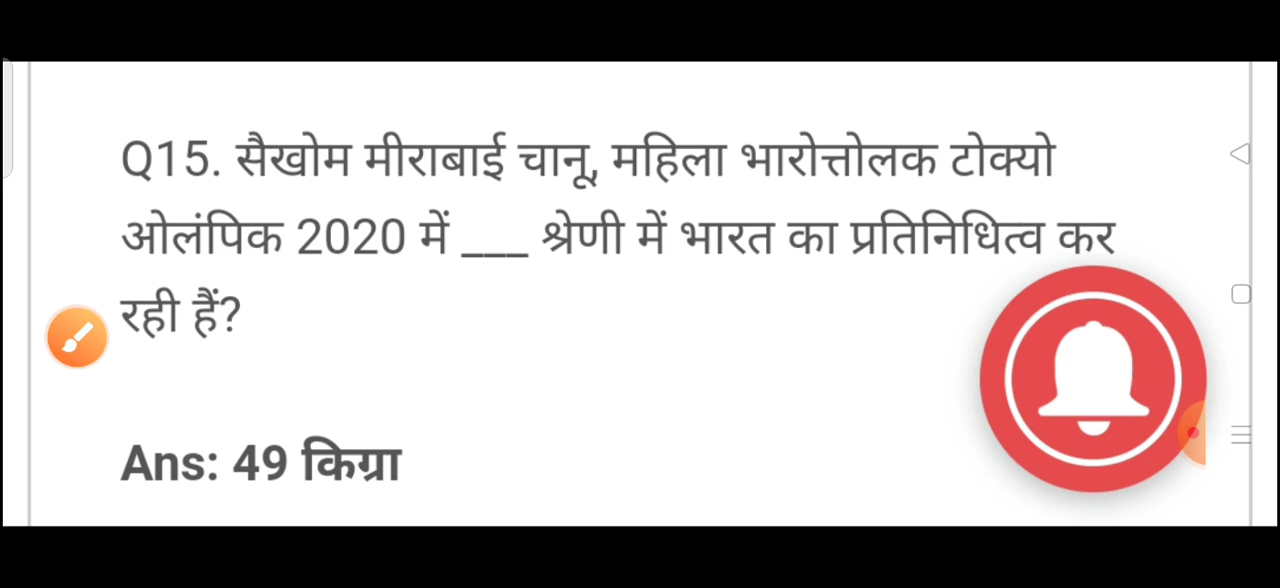 Q15. सैखोम मीराबाई चानू, महिला भारोत्तोलक टोक्यो
ओलंपिक 2020 में ___ श्रेणी में भारत का प्रतिनिधित्व कर
रही हैं?
Ans: 49 किग्रा